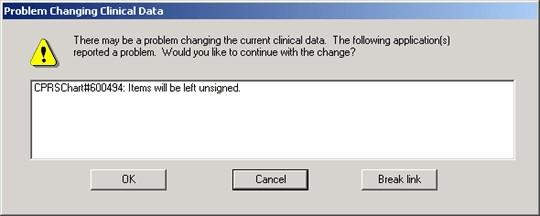 Problem Changing Clinical Data
There may be a problem changing the current clinical data. The following application(s)
reported a problem. Would you like to continue with the change?
CPRSChart#600494: Items will be left unsigned.
OK Cancel Break link